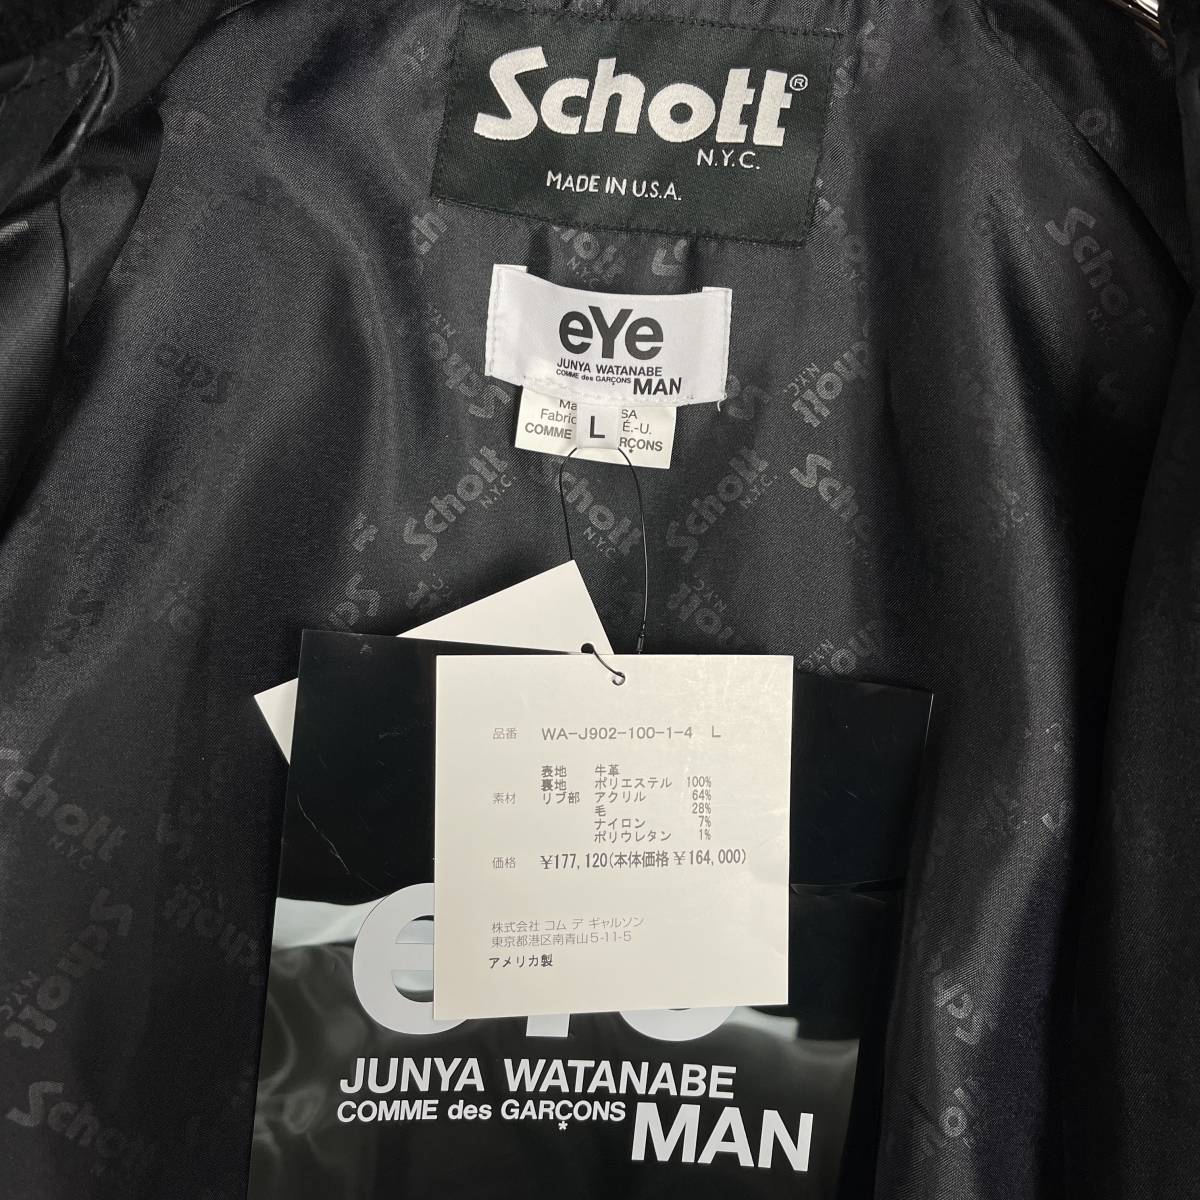 Schott®
N.Y.C.
MADE IN U.S.A.
eYe
JUNYA WATANABE
COMME des GARÇONS MAN
L
Fabric É.-U.
COMME
品番 WA-J902-100-1-4 L
表地 牛革
裏地 ポリエステル 100%
素材 リブ部 アクリル 64%
毛 28%
ナイロン 7%
ポリウレタン 1%
価格 ¥177,120(本体価格 ¥164,000)
株式会社 コム デ ギャルソン
東京都港区南青山5-11-5
アメリカ製
JUNYA WATANABE
COMME des GARÇONS MAN
*
Schott
N.Y.C.
Schott
N.Y.C.
Schott
N.Y.C.
Schott
N.Y.C.